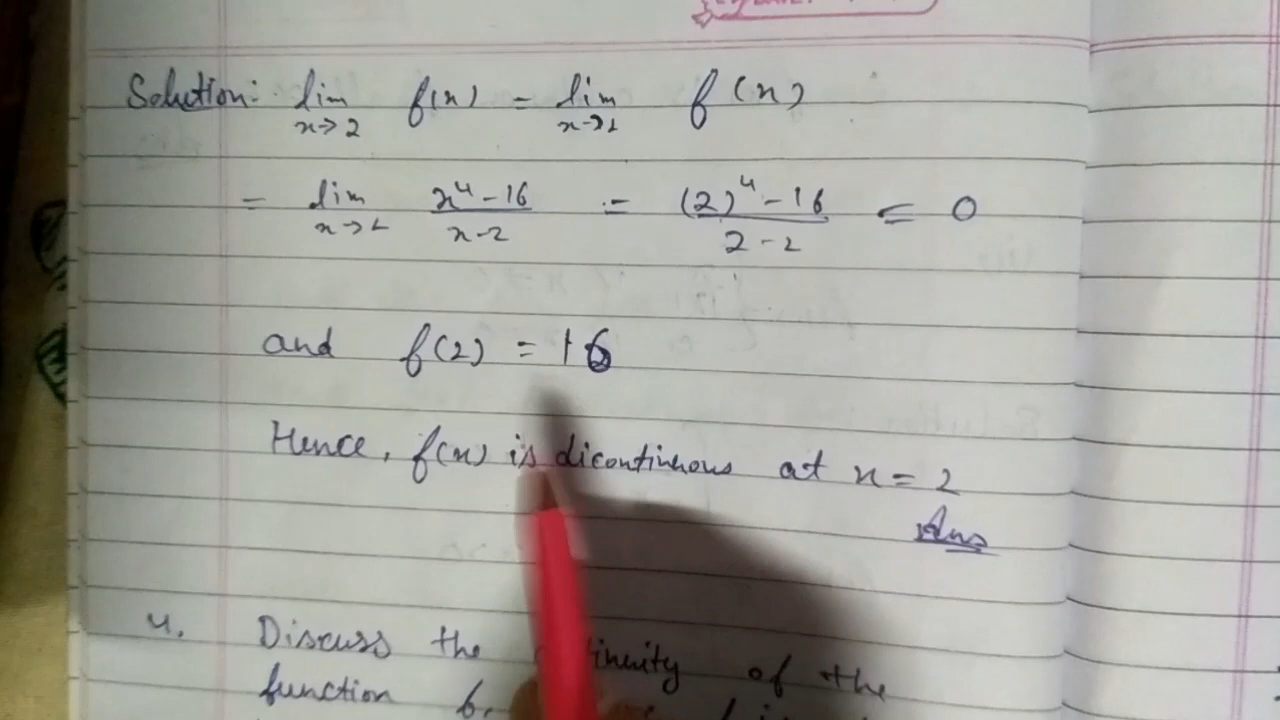 Solution: lim x→2 f(x) = lim x→2 f(x)
= lim x→2 x⁴-16 / x-2 = (2)⁴-16 / 2-2 = 0
and f(2) = 16
Hence, f(x) is dicontinuous at x = 2
Ans
4. Discuss the of the
function